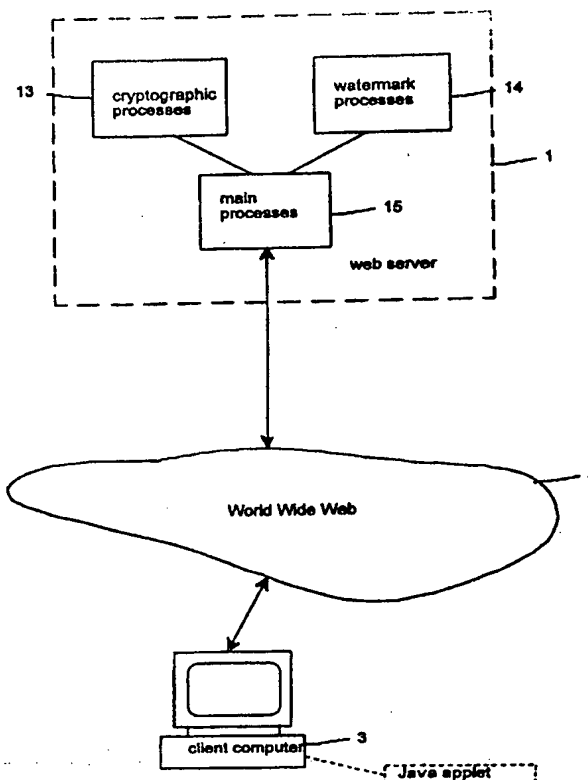 13
cryptographic
processes
watermark
processes
14
1
main
processes
15
web server
World Wide Web
client computer
3
Java applet